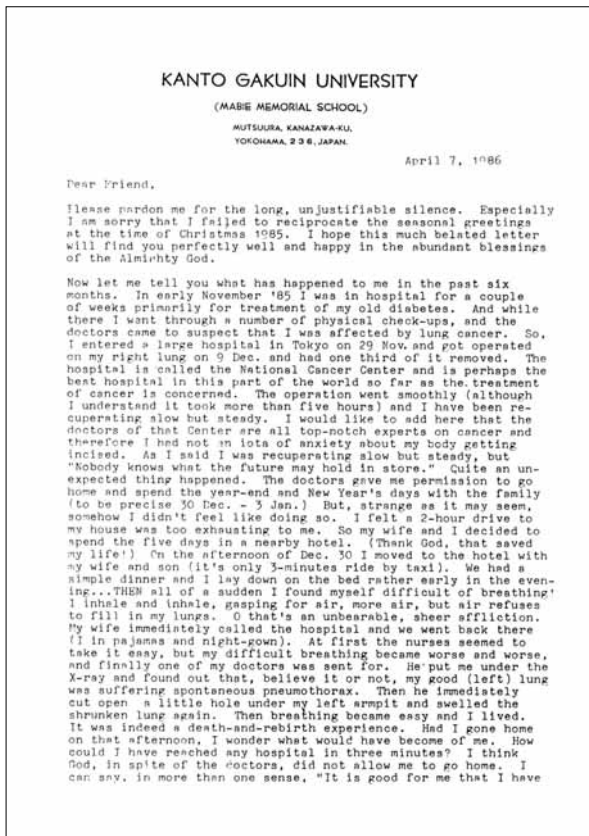 KANTO GAKUIN UNIVERSITY
(MABIE MEMORIAL SCHOOL)
MUTSUURA, KANAZAWA-KU,
YOKOHAMA, 2 3 6, JAPAN.
April 7, 1986
Dear Friend,
Please pardon me for the long, unjustifiable silence. Especially
I am sorry that I failed to reciprocate the seasonal greetings
at the time of Christmas 1985. I hope this much belated letter
will find you perfectly well and happy in the abundant blessings
of the Almighty God.
Now let me tell you what has happened to me in the past six
months. In early November '85 I was in hospital for a couple
of weeks primarily for treatment of my old diabetes. And while
there I want through a number of physical check-ups, and the
doctors came to suspect that I was affected by lung cancer. So,
I entered a large hospital in Tokyo on 29 Nov. and got operated
on my right lung on 9 Dec. and had one third of it removed. The
hospital is called the National Cancer Center and is perhaps the
best hospital in this part of the world so far as the treatment
of cancer is concerned. The operation went smoothly (although
I understand it took more than five hours) and I have been re-
cuperating slow but steady. I would like to add here that the
doctors of that Center are all top-notch experts on cancer and
therefore I had not an iota of anxiety about my body getting
incised. As I said I was recuperating slow but steady, but
"Nobody knows what the future may hold in store." Quite an un-
expected thing happened. The doctors gave me permission to go
home and spend the year-end and New Year's days with the family
(to be precise 30 Dec. - 3 Jan.) But, strange as it may seem,
somehow I didn't feel like doing so. I felt a 2-hour drive to
my house was too exhausting to me. So my wife and I decided to
spend the five days in a nearby hotel. (Thank God, that saved
my life!) On the afternoon of Dec. 30 I moved to the hotel with
my wife and son (it's only 3-minutes ride by taxi). We had a
simple dinner and I lay down on the bed rather early in the even-
ing...THEN all of a sudden I found myself difficult of breathing!
I inhale and inhale, gasping for air, more air, but air refuses
to fill in my lungs. O that's an unbearable, sheer affliction.
My wife immediately called the hospital and we went back there
(I in pajamas and night-gown). At first the nurses seemed to
take it easy, but my difficult breathing became worse and worse,
and finally one of my doctors was sent for. He put me under the
X-ray and found out that, believe it or not, my good (left) lung
was suffering spontaneous pneumothorax. Then he immediately
cut open a little hole under my left armpit and swelled the
shrunken lung again. Then breathing became easy and I lived.
It was indeed a death-and-rebirth experience. Had I gone home
on that afternoon, I wonder what would have become of me. How
could I have reached any hospital in three minutes? I think
God, in spite of the doctors, did not allow me to go home. I
can say, in more than one sense, "It is good for me that I have